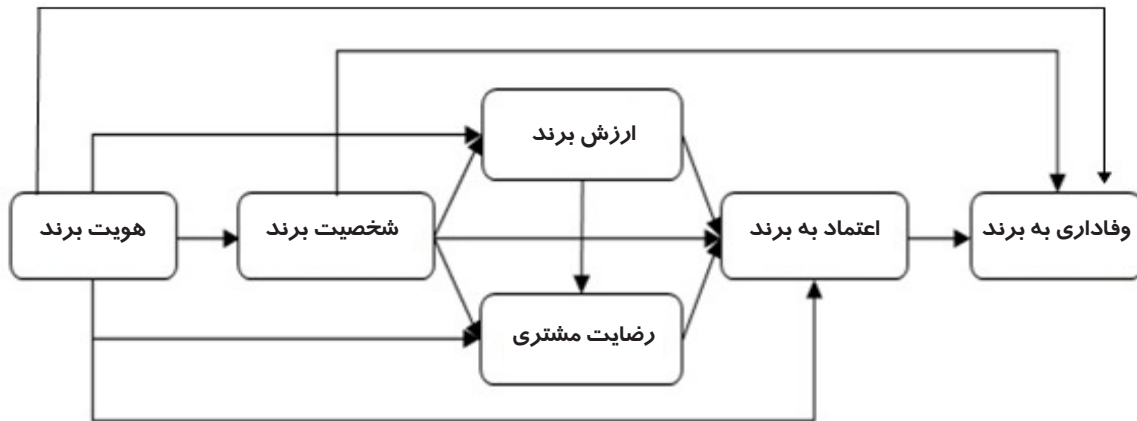 ارزش برند
هویت برند
شخصیت برند
اعتماد به برند
وفاداری به برند
رضایت مشتری